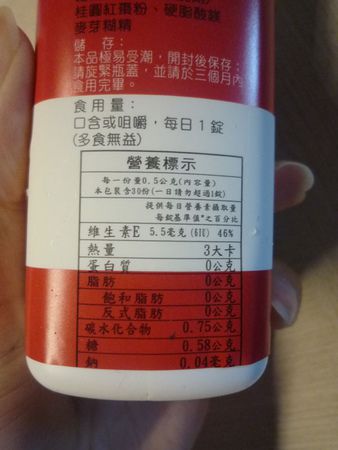 桂圓紅棗粉、硬脂酸鎂
麥芽糊精
儲 存：
本品極易受潮，開封後保存：
請旋緊瓶蓋，並請於三個月內
食用完畢。
食用量：
口含或咀嚼，每日1錠
(多食無益)
營養標示
每一份量0.5公克(內容量)
本包裝含30份(一日請勿超過1錠)
提供每日營養素攝取量
每錠基準值*之百分比
維生素E 5.5毫克(6IU) 46%
熱量 3大卡
蛋白質 0公克
脂肪 0公克
飽和脂肪 0公克
反式脂肪 0公克
碳水化合物 0.75公克
糖 0.58公克
鈉 0.04毫克